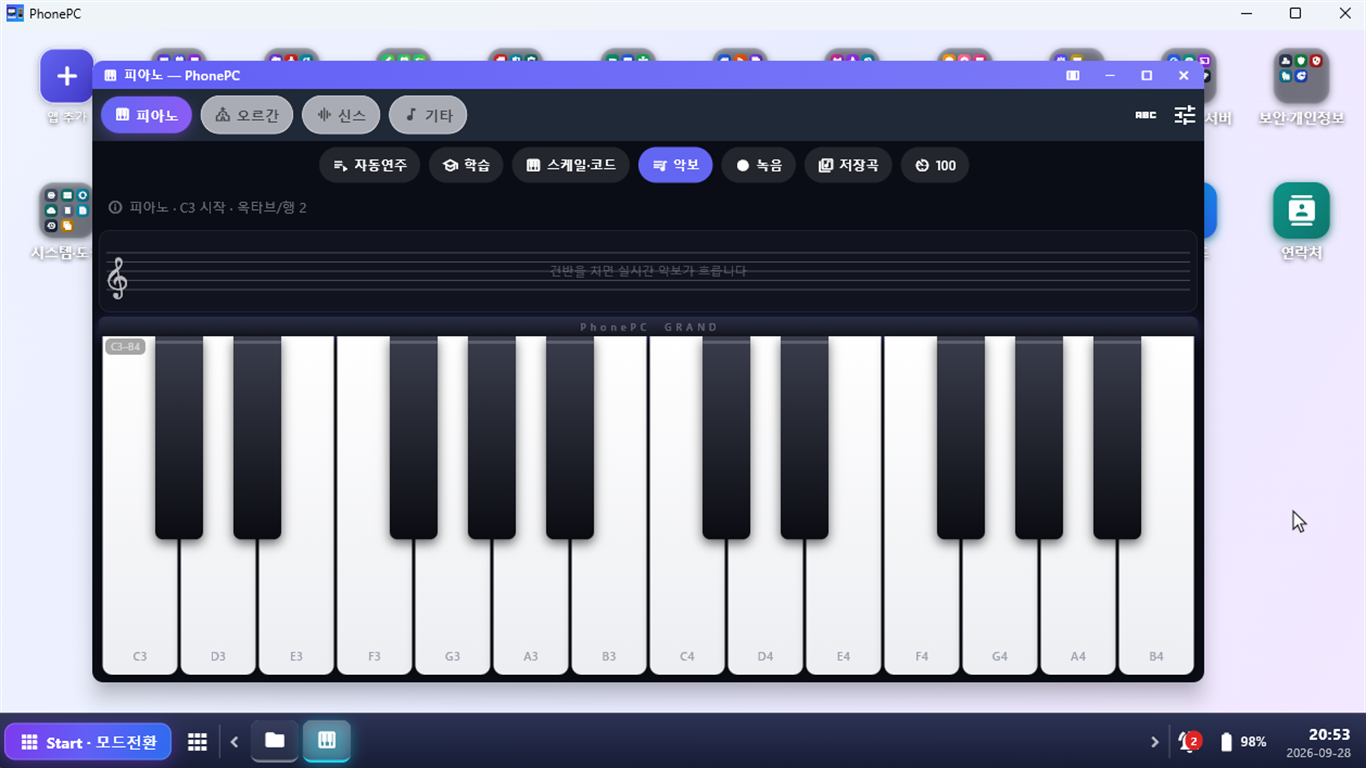 PhonePC
앱 추가
피아노 — PhonePC
피아노
오르간
신스
기타
ABC
서버
보안·개인정보
자동연주
학습
스케일·코드
악보
녹음
저장곡
100
피아노 · C3 시작 · 옥타브/행 2
시스템·도
연락처
건반을 치면 실시간 악보가 흐릅니다
PhonePC GRAND
C3–B4
C3 D3 E3 F3 G3 A3 B3 C4 D4 E4 F4 G4 A4 B4
Start · 모드전환
2
98%
20:53
2026-09-28